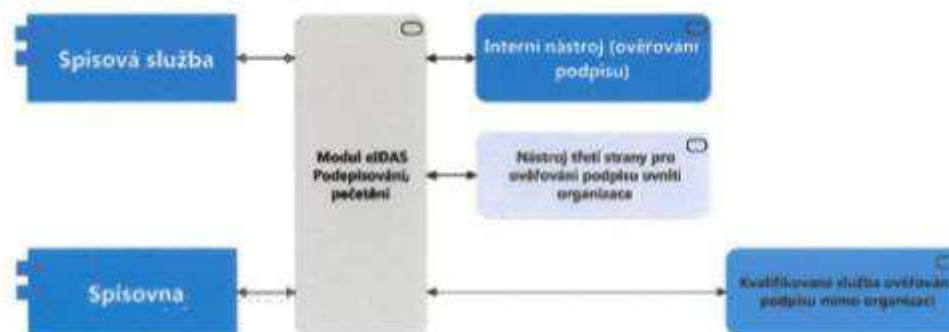 Spisová služba
Interní nástroj (ověřování
podpisu)
Modul eIDAS
Podepisování,
pečetění
Nástroj třetí strany pro
ověřování podpisu uvnitř
organizace
Spisovna
Kvalifikovaná služba ověřování
podpisu mimo organizaci